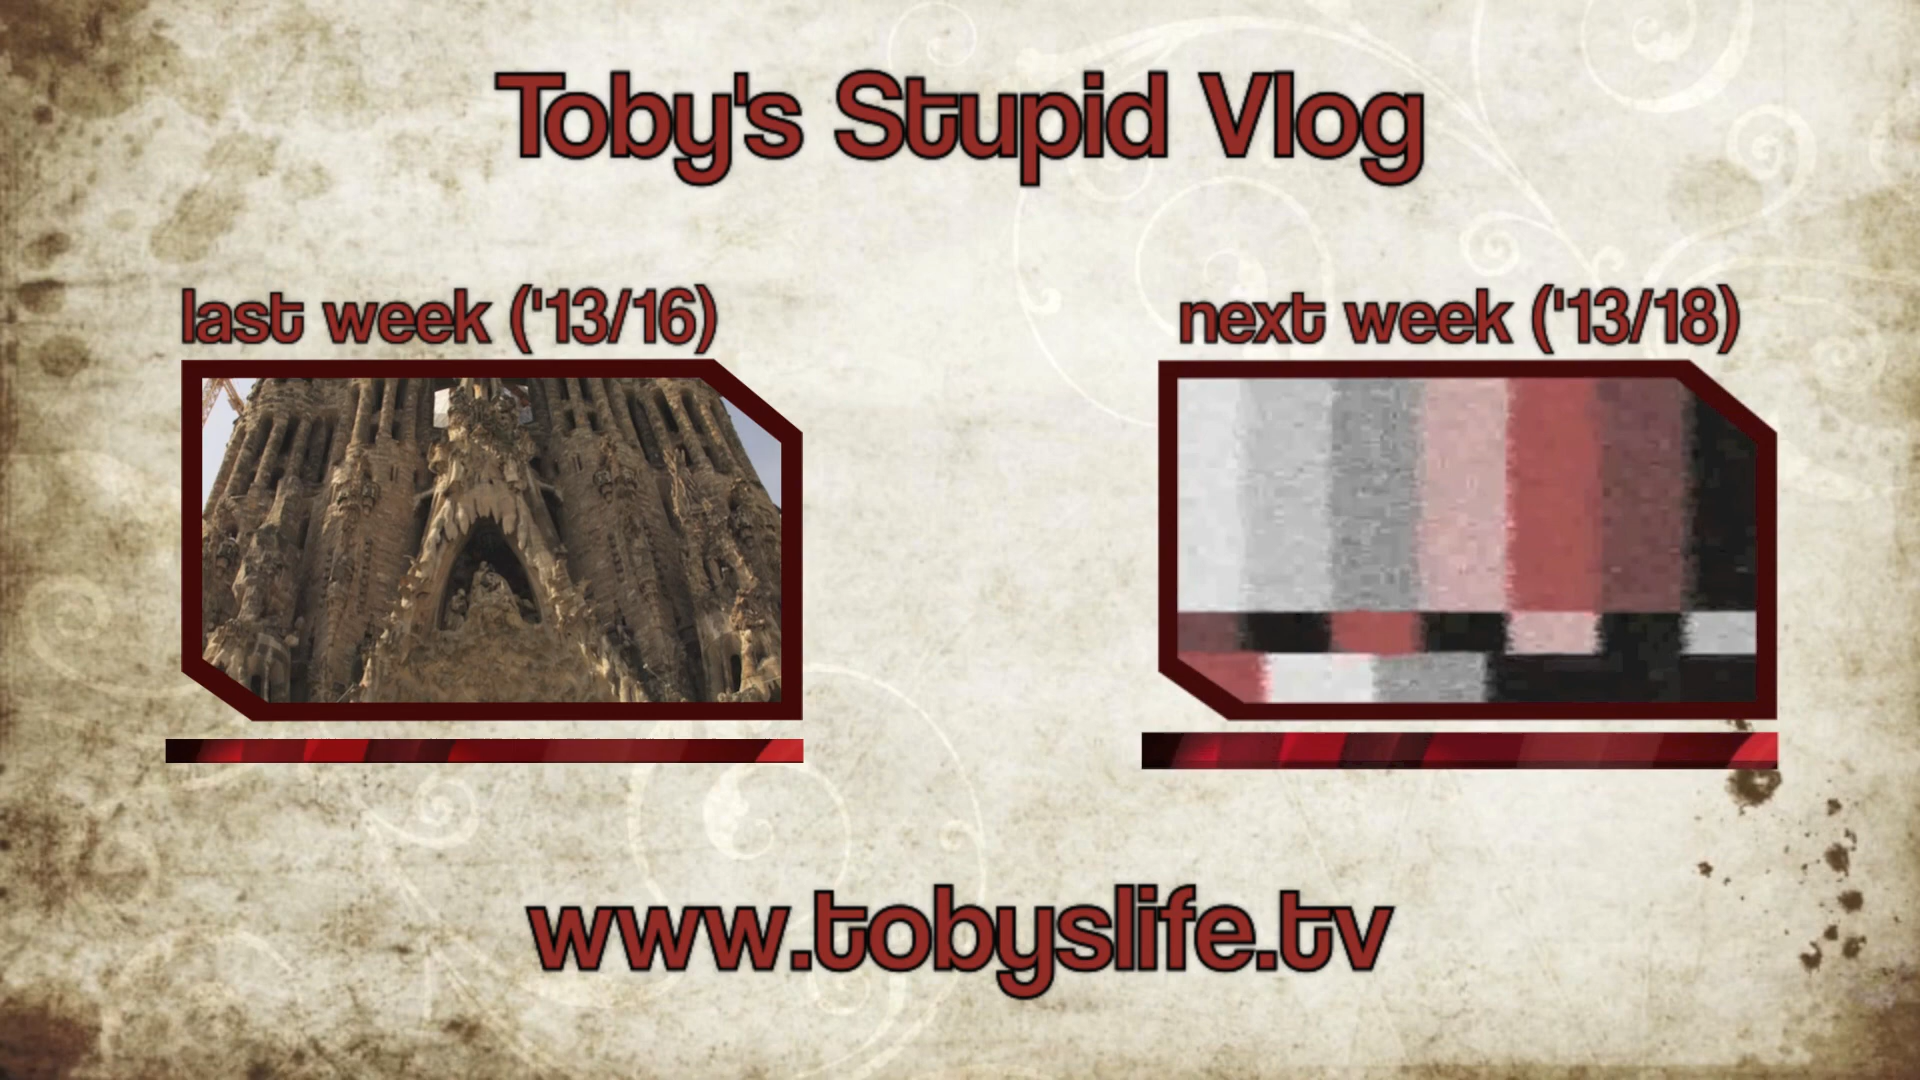 Toby's Stupid Vlog
last week ('13/16)
next week ('13/18)
www.tobyslife.tv